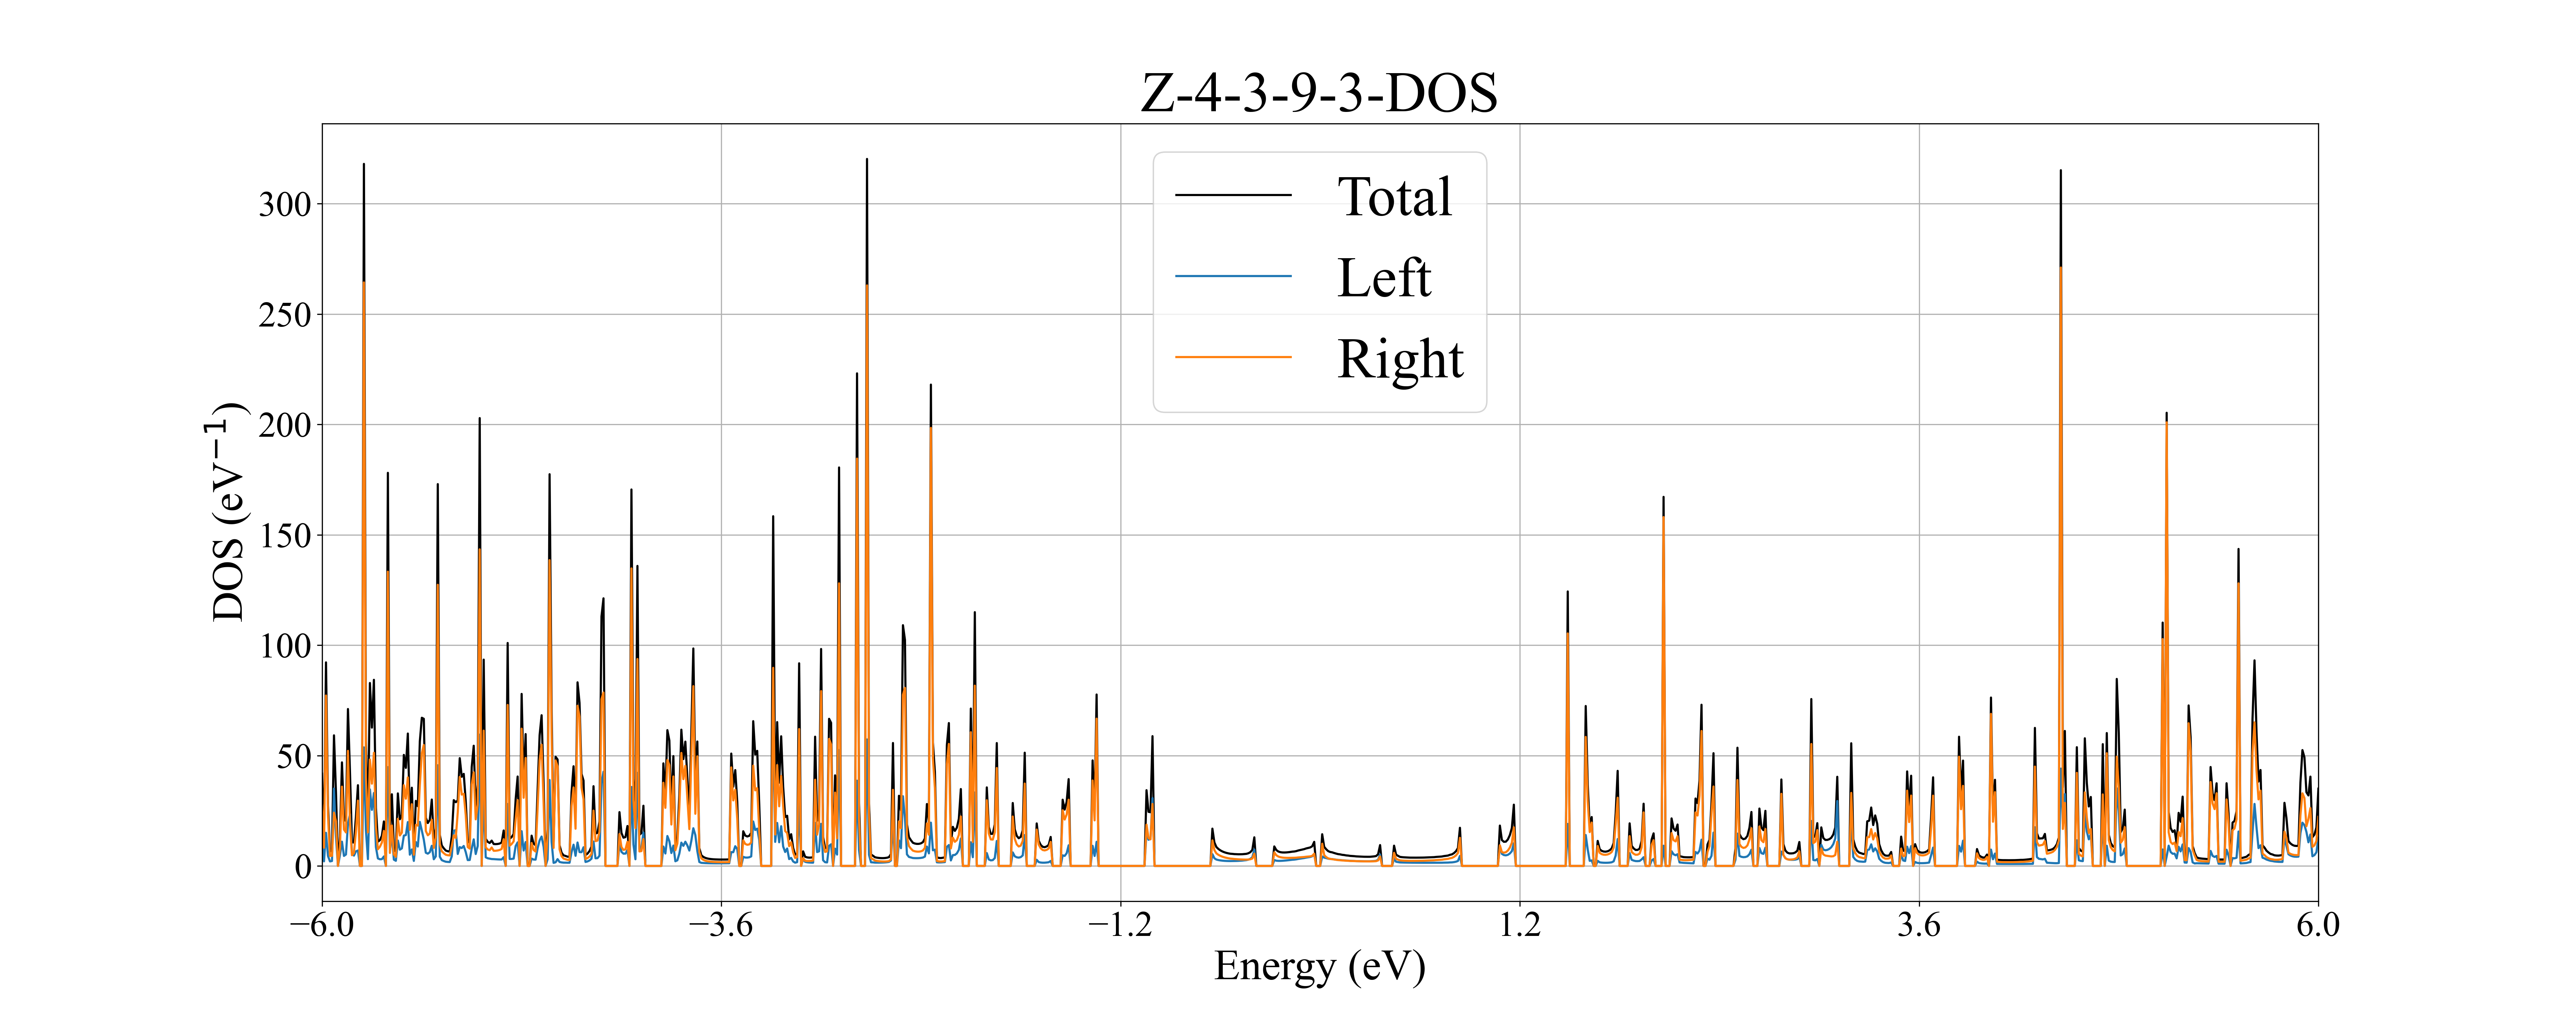 Z-4-3-9-3-DOS
Total
Left
Right
DOS (eV⁻¹)
300
250
200
150
100
50
0
−6.0 −3.6 −1.2 1.2 3.6 6.0
Energy (eV)